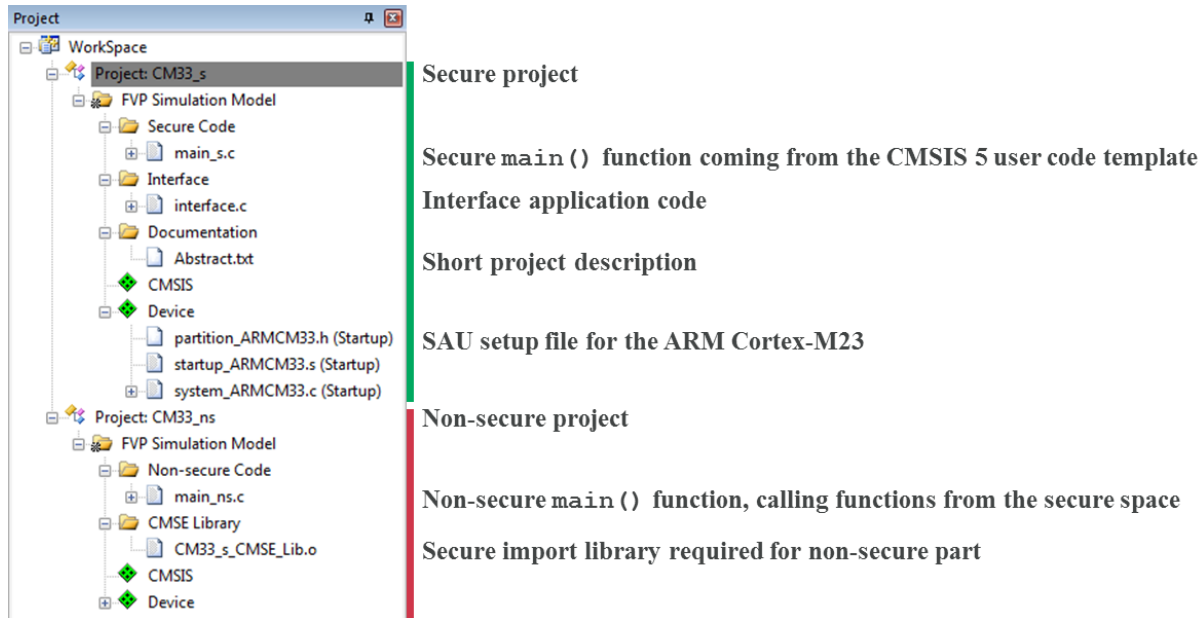 Project
WorkSpace
Project: CM33_s
Secure project
FVP Simulation Model
Secure Code
main_s.c
Secure main() function coming from the CMSIS 5 user code template
Interface
interface.c
Interface application code
Documentation
Abstract.txt
Short project description
CMSIS
Device
partition_ARMCM33.h (Startup)
SAU setup file for the ARM Cortex-M23
startup_ARMCM33.s (Startup)
system_ARMCM33.c (Startup)
Project: CM33_ns
Non-secure project
FVP Simulation Model
Non-secure Code
main_ns.c
Non-secure main() function, calling functions from the secure space
CMSE Library
CM33_s_CMSE_Lib.o
Secure import library required for non-secure part
CMSIS
Device